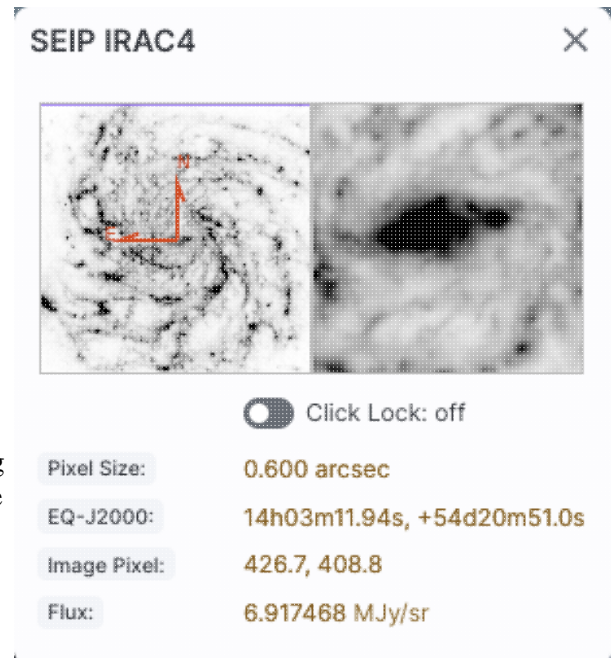 SEIP IRAC4
N
E
Click Lock: off
Pixel Size: 0.600 arcsec
EQ-J2000: 14h03m11.94s, +54d20m51.0s
Image Pixel: 426.7, 408.8
Flux: 6.917468 MJy/sr